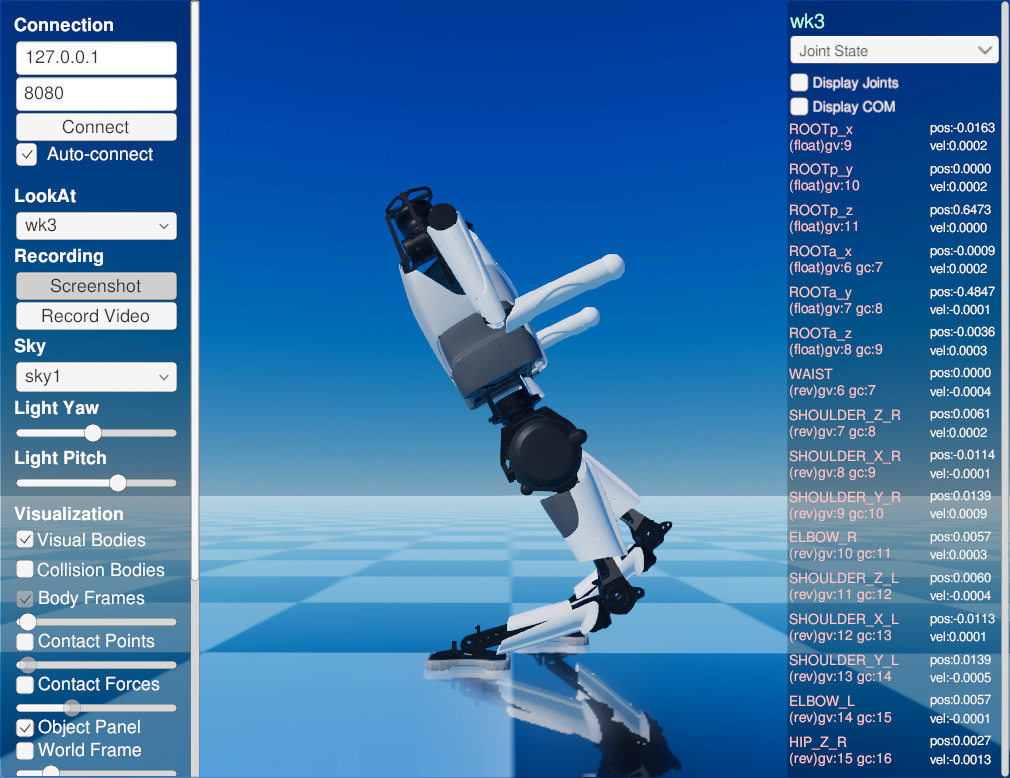 Connection
127.0.0.1
8080
Connect
Auto-connect
LookAt
wk3
Recording
Screenshot
Record Video
Sky
sky1
Light Yaw
Light Pitch
Visualization
Visual Bodies
Collision Bodies
Body Frames
Contact Points
Contact Forces
Object Panel
World Frame
wk3
Joint State
Display Joints
Display COM
ROOTp_x pos:-0.0163
(float)gv:9 vel:0.0002
ROOTp_y pos:0.0000
(float)gv:10 vel:0.0002
ROOTp_z pos:0.6473
(float)gv:11 vel:0.0000
ROOTa_x pos:-0.0009
(float)gv:6 gc:7 vel:0.0002
ROOTa_y pos:-0.4847
(float)gv:7 gc:8 vel:-0.0001
ROOTa_z pos:-0.0036
(float)gv:8 gc:9 vel:0.0003
WAIST pos:0.0000
(rev)gv:6 gc:7 vel:-0.0004
SHOULDER_Z_R pos:0.0061
(rev)gv:7 gc:8 vel:0.0002
SHOULDER_X_R pos:-0.0114
(rev)gv:8 gc:9 vel:-0.0001
SHOULDER_Y_R pos:0.0139
(rev)gv:9 gc:10 vel:0.0009
ELBOW_R pos:0.0057
(rev)gv:10 gc:11 vel:0.0003
SHOULDER_Z_L pos:0.0060
(rev)gv:11 gc:12 vel:-0.0004
SHOULDER_X_L pos:-0.0113
(rev)gv:12 gc:13 vel:0.0001
SHOULDER_Y_L pos:0.0139
(rev)gv:13 gc:14 vel:-0.0005
ELBOW_L pos:0.0057
(rev)gv:14 gc:15 vel:-0.0001
HIP_Z_R pos:0.0027
(rev)gv:15 gc:16 vel:-0.0013